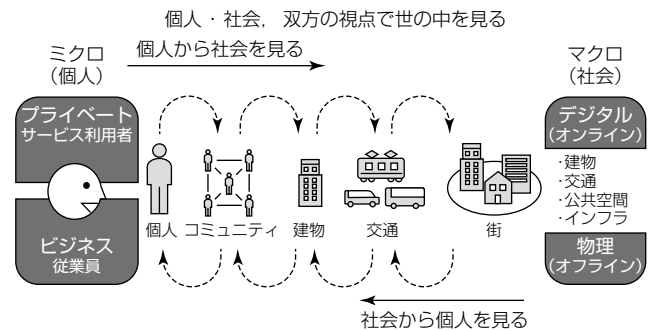 個人・社会，双方の視点で世の中を見る
ミクロ
（個人）
個人から社会を見る
マクロ
（社会）
プライベート
サービス利用者
ビジネス
従業員
個人
コミュニティ
建物
交通
街
デジタル
（オンライン）
・建物
・交通
・公共空間
・インフラ
物理
（オフライン）
社会から個人を見る